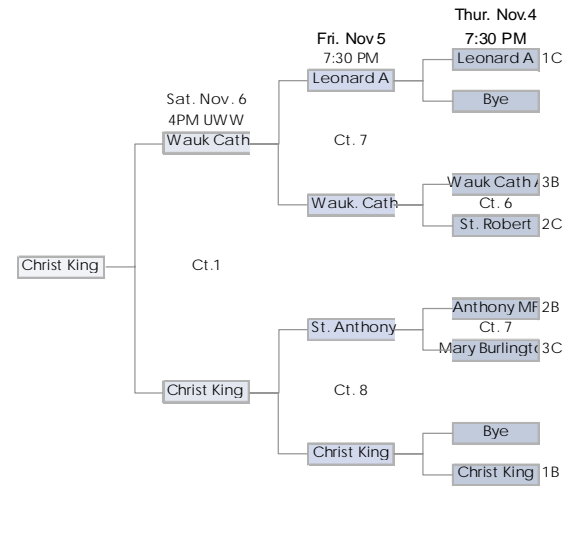 Thur. Nov.4
Fri. Nov 5
7:30 PM
7:30 PM
Leonard A 1C
Leonard A
Bye
Sat. Nov. 6
4PM UWW
Wauk Cath
Ct. 7
Wauk Cath A 3B
Wauk. Cath
Ct. 6
St. Robert 2C
Christ King
Ct.1
Anthony MF 2B
St. Anthony
Ct. 7
Mary Burlingto 3C
Christ King
Ct. 8
Bye
Christ King
Christ King 1B